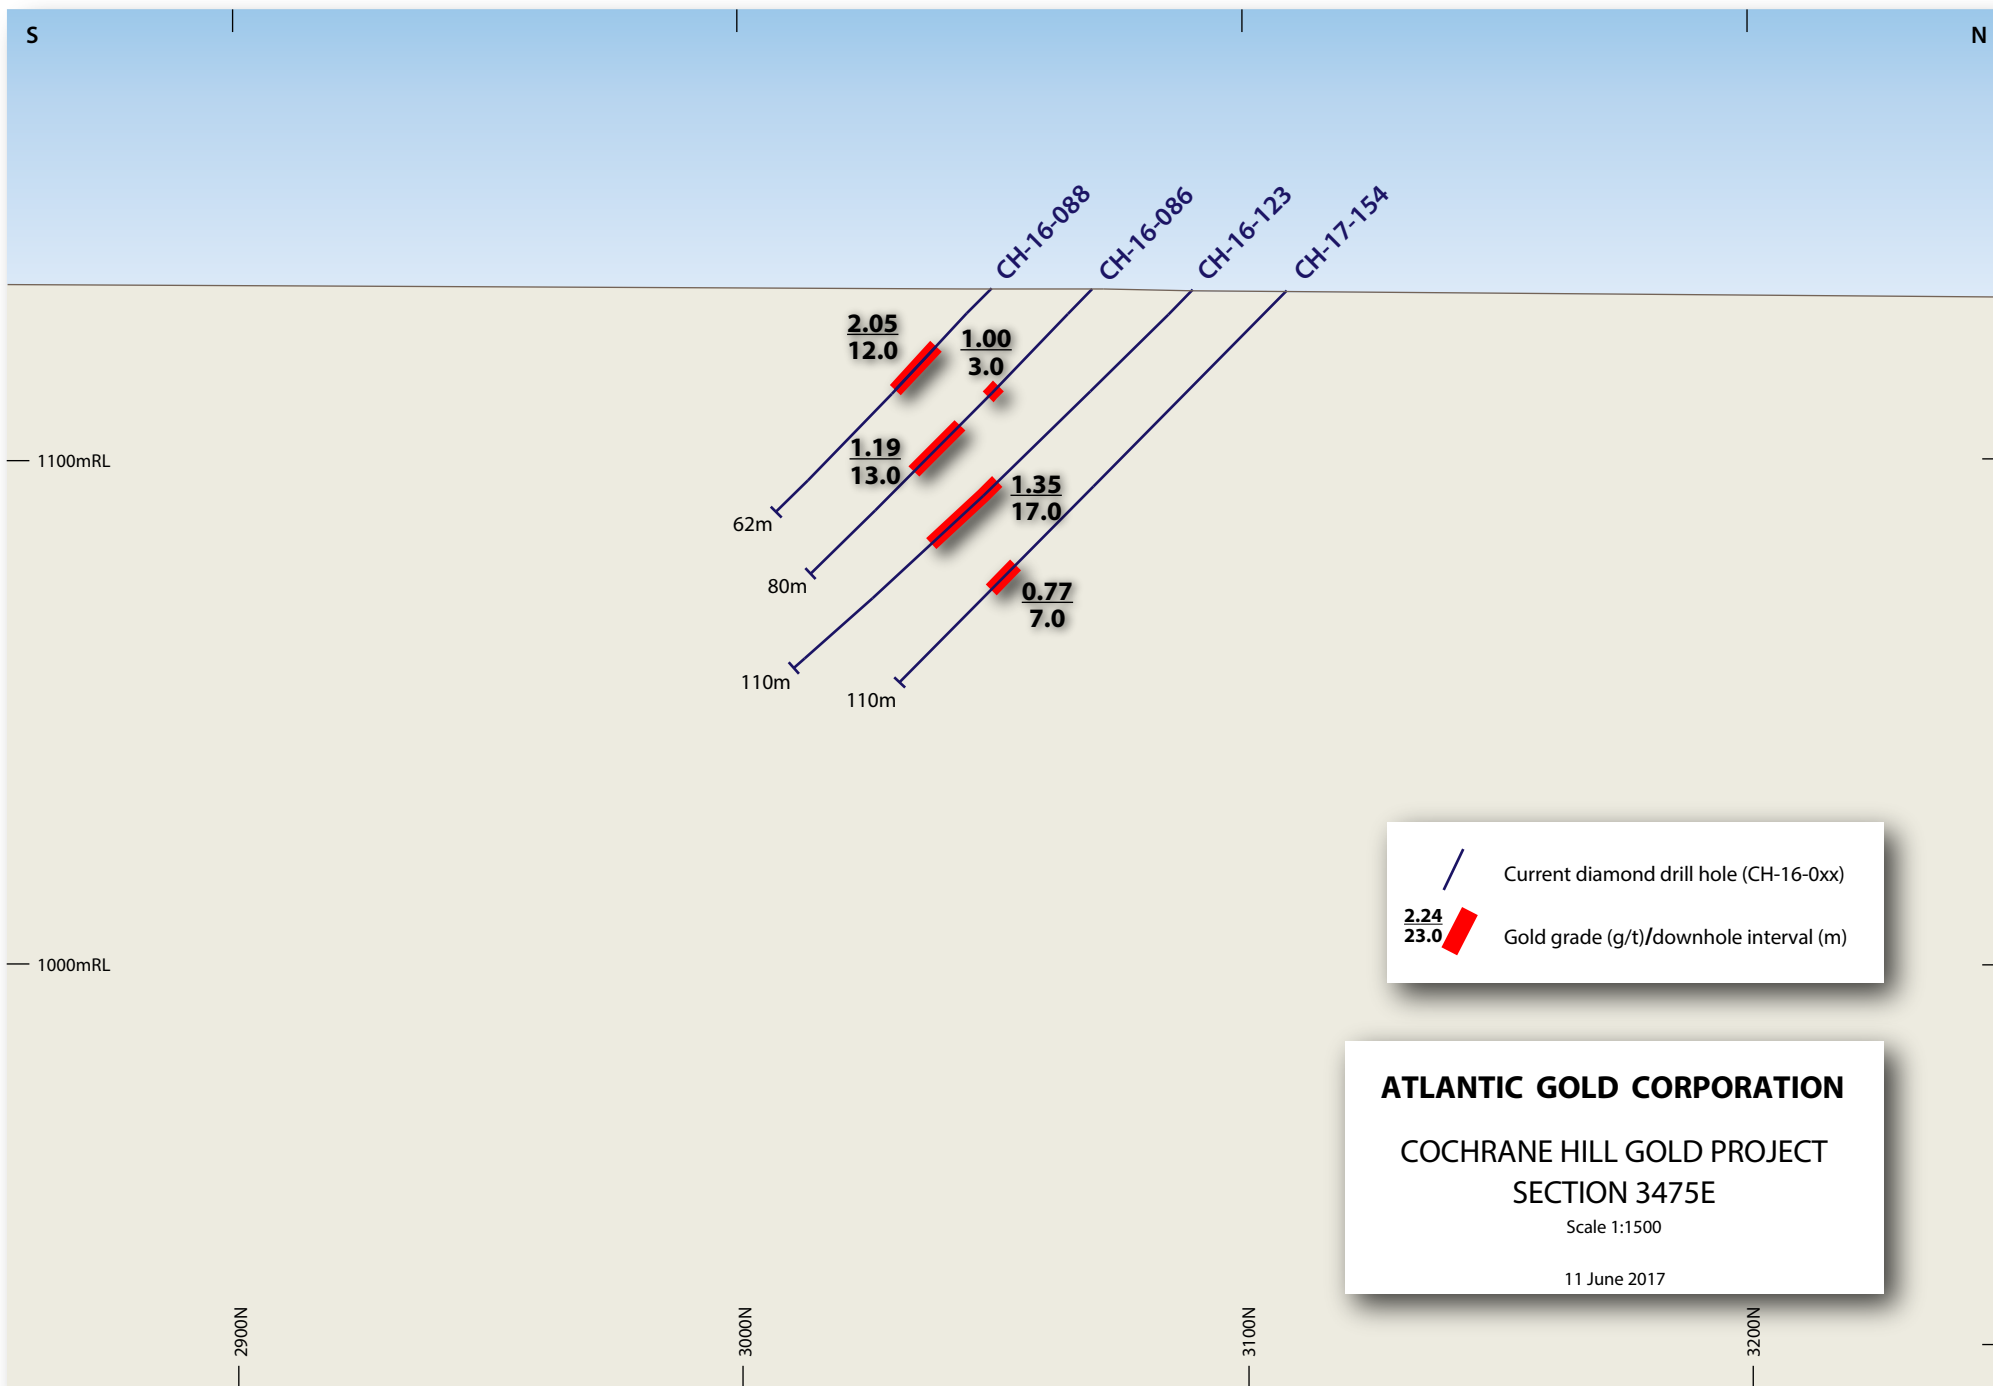 S
N
CH-16-088
CH-16-086
CH-16-123
CH-17-154
2.05
12.0
1.00
3.0
1100mRL
1.19
13.0
1.35
17.0
62m
80m
0.77
7.0
110m
110m
Current diamond drill hole (CH-16-0xx)
2.24
23.0
Gold grade (g/t)/downhole interval (m)
1000mRL
ATLANTIC GOLD CORPORATION
COCHRANE HILL GOLD PROJECT
SECTION 3475E
Scale 1:1500
11 June 2017
2900N
3000N
3100N
3200N